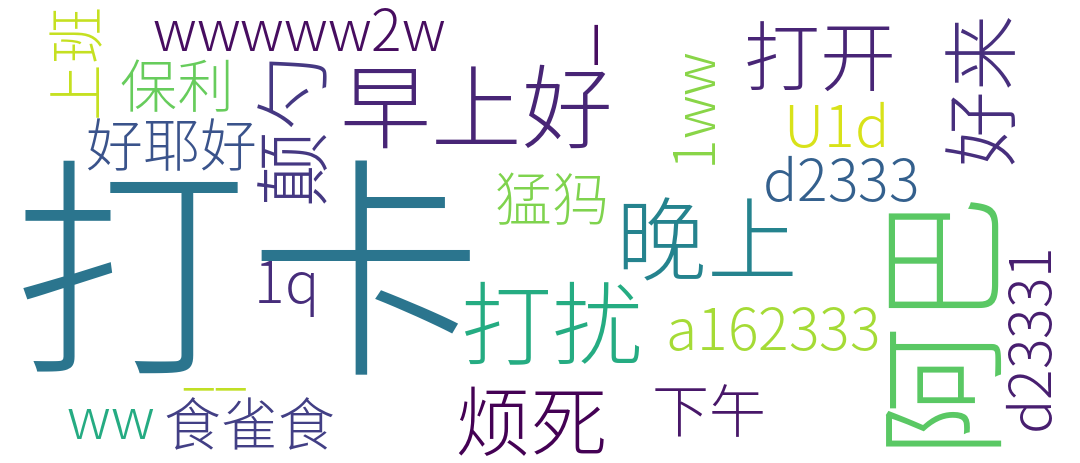 上班
wwwww2w
保利
真勺
早上好
打开
好来
1ww
U1d
好耶好
d2333
打卡
猛犸
晚上
阿巴
1q
打扰
a162333
d23331
ww
食雀食
烦死
下午